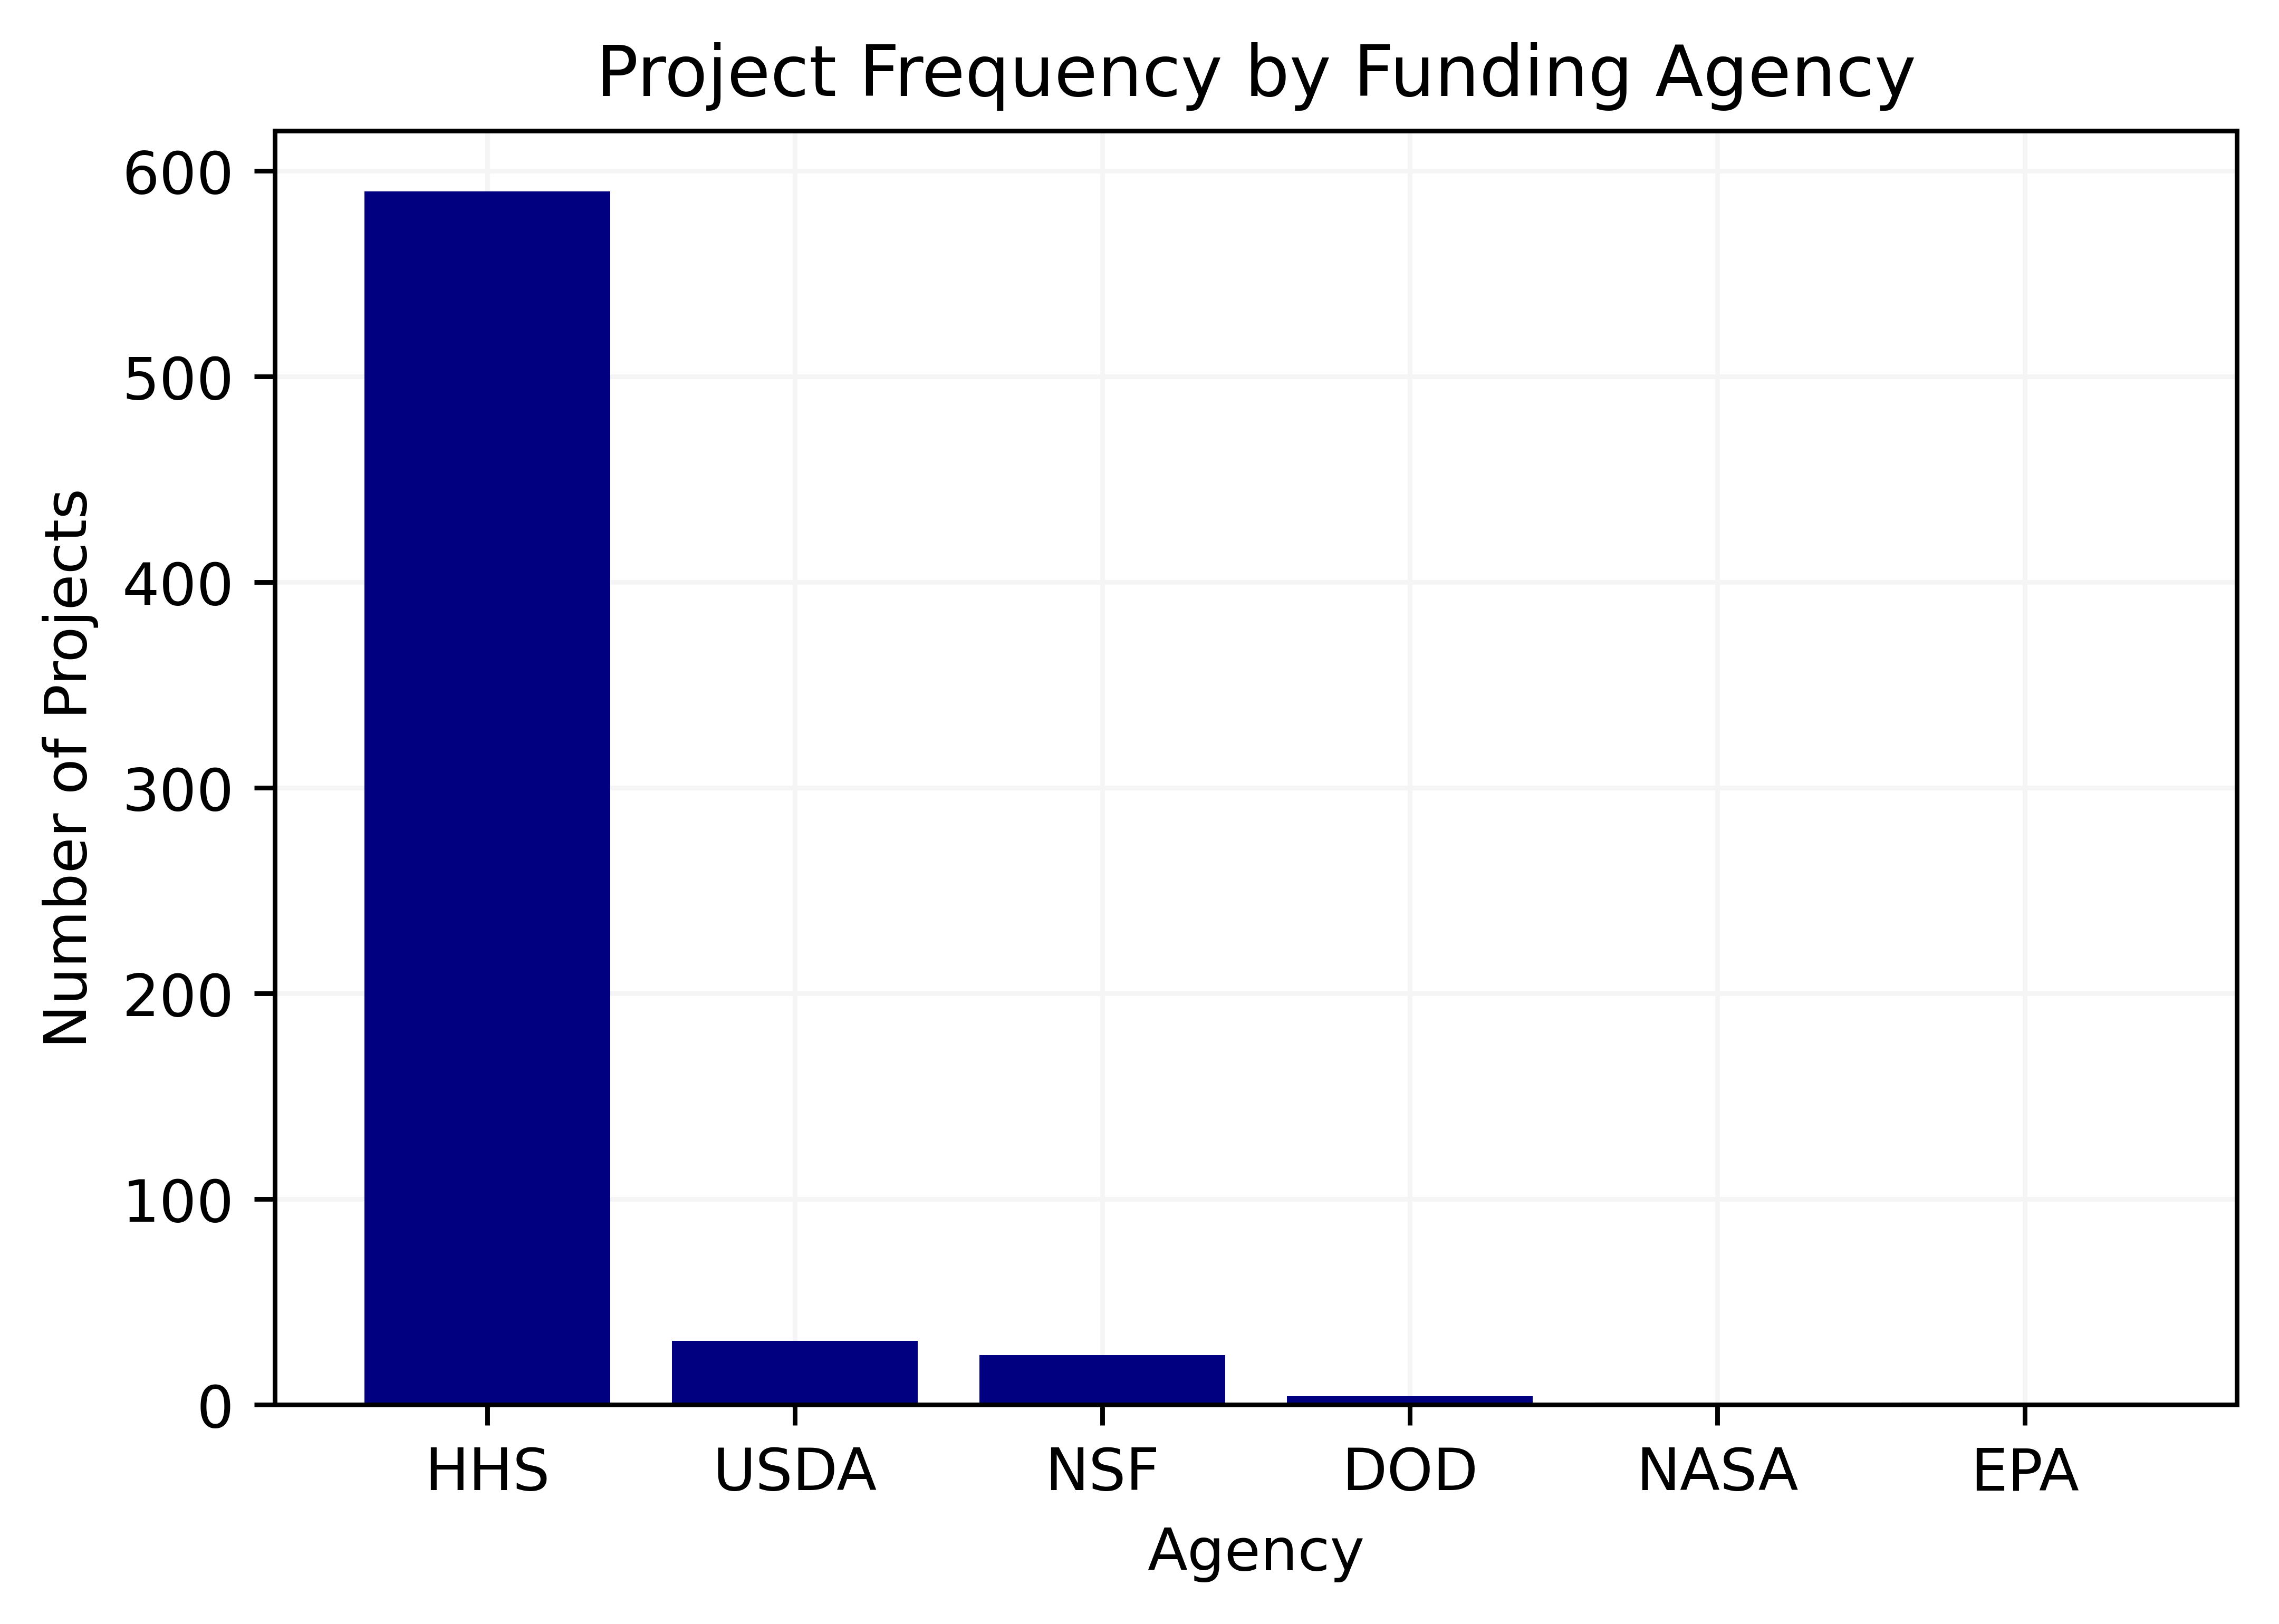 Project Frequency by Funding Agency
600
500
400
300
200
100
0
Number of Projects
HHS USDA NSF DOD NASA EPA
Agency